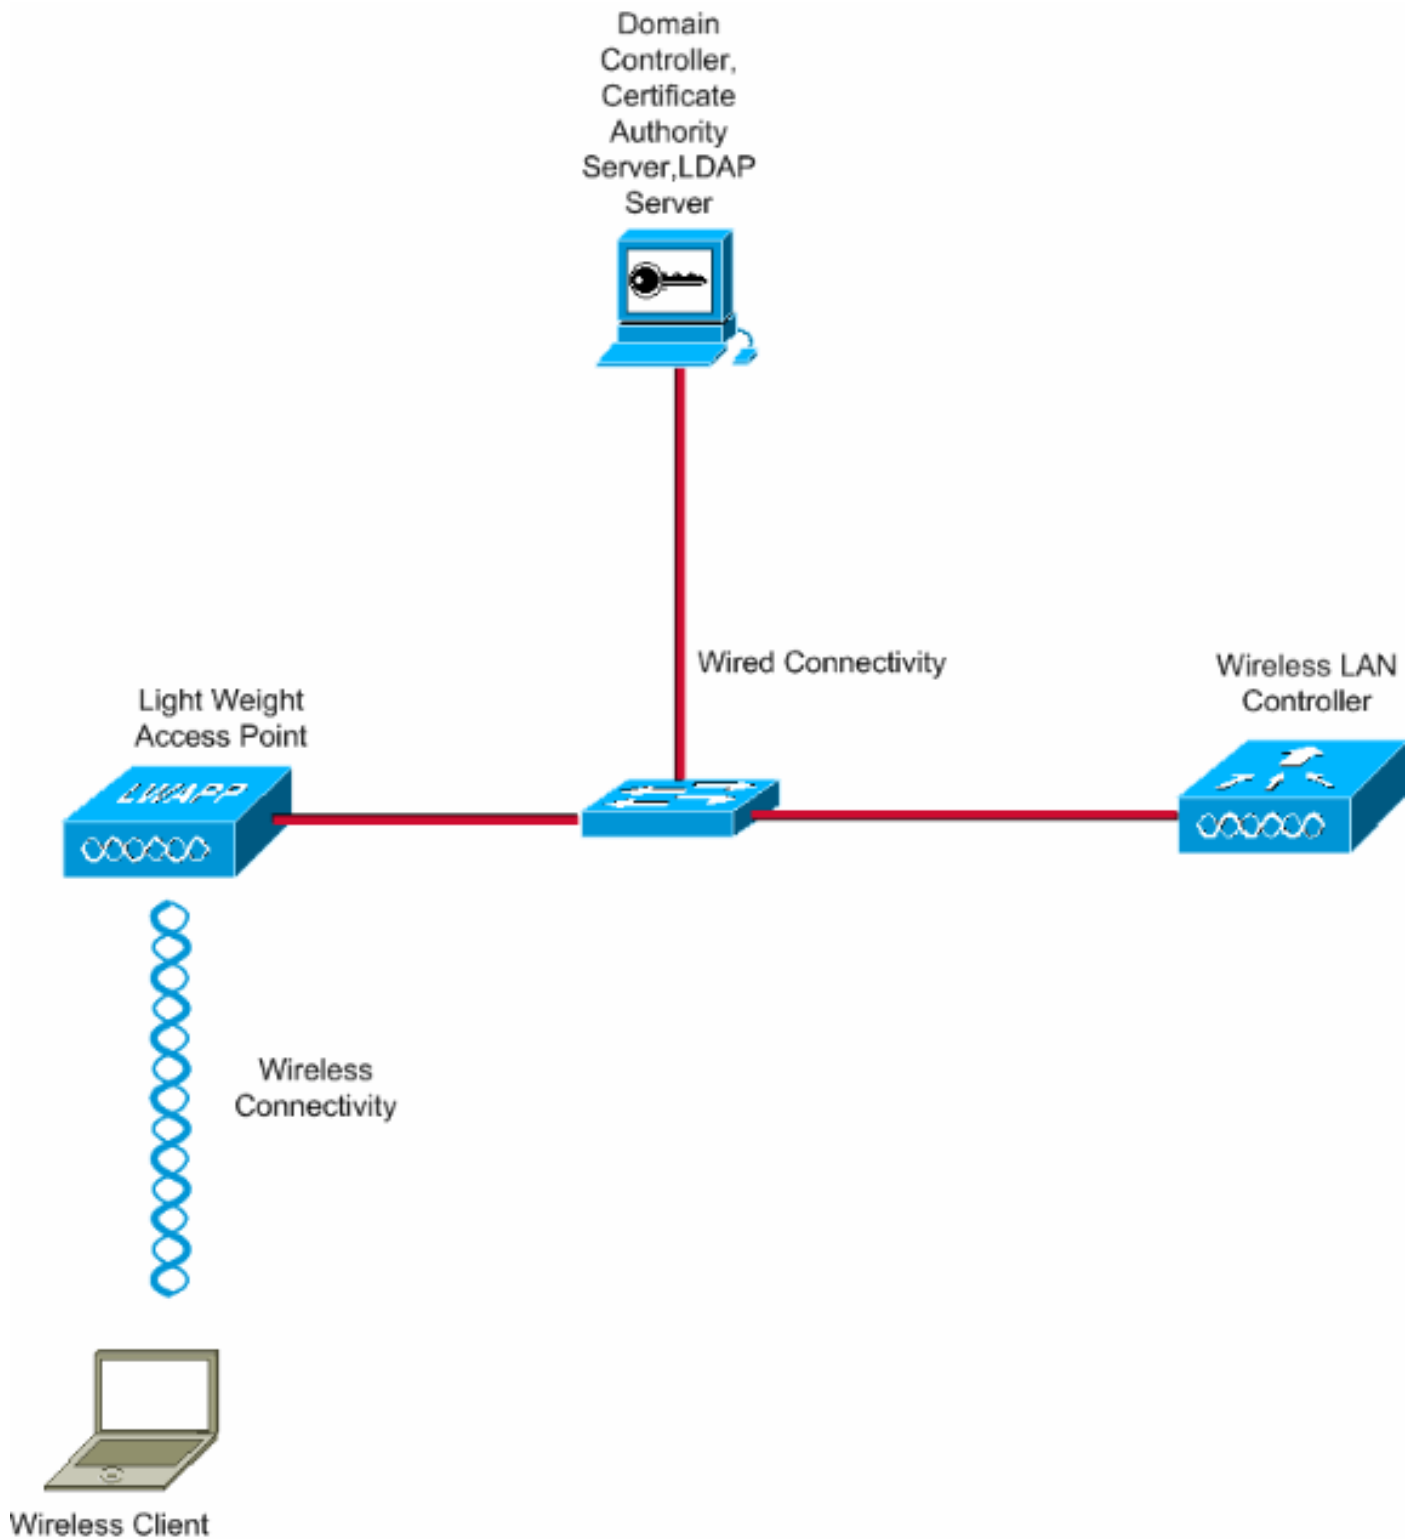 Domain
Controller,
Certificate
Authority
Server,LDAP
Server
Wired Connectivity
Wireless LAN
Controller
Light Weight
Access Point
LWAPP
Wireless
Connectivity
Wireless Client